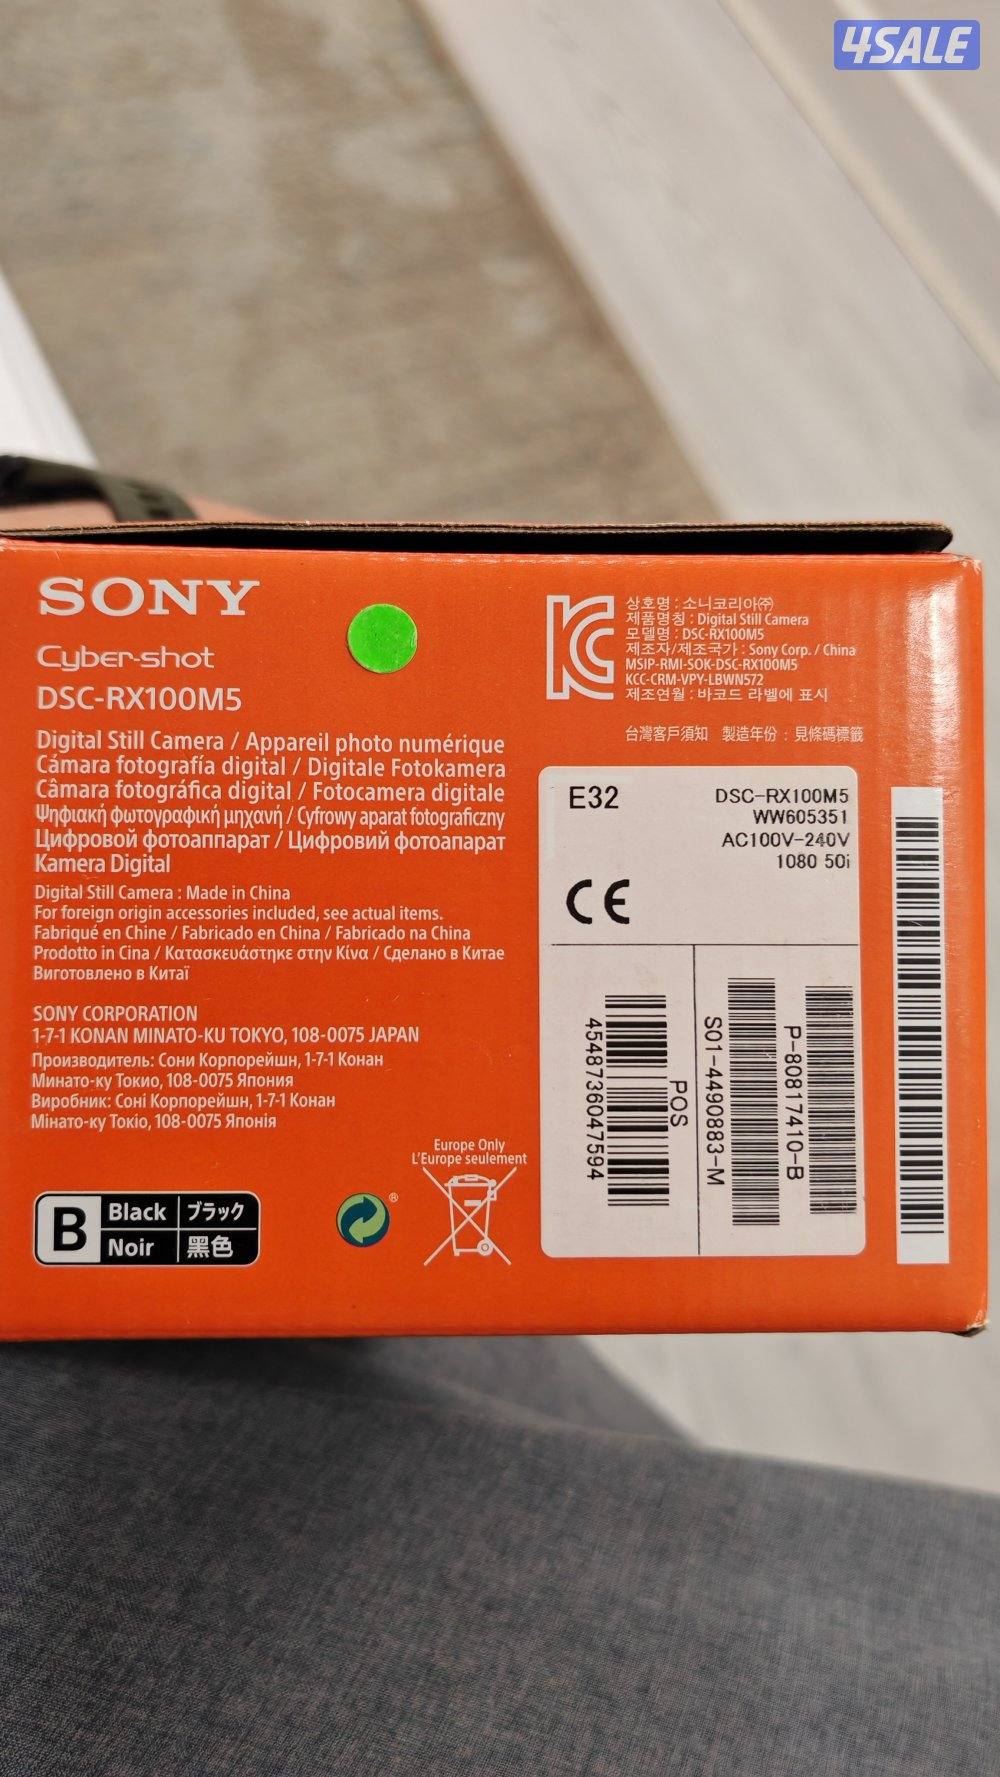 4SALE
SONY
Cyber-shot
DSC-RX100M5
Digital Still Camera / Appareil photo numérique
Cámara fotografía digital / Digitale Fotokamera
Câmara fotográfica digital / Fotocamera digitale
Ψηφιακή φωτογραφική μηχανή / Cyfrowy aparat fotograficzny
Цифровой фотоаппарат / Цифровий фотоапарат
Kamera Digital
Digital Still Camera : Made in China
For foreign origin accessories included, see actual items.
Fabriqué en Chine / Fabricado en China / Fabricado na China
Prodotto in Cina / Κατασκευάστηκε στην Κίνα / Сделано в Китае
Виготовлено в Китаї
SONY CORPORATION
1-7-1 KONAN MINATO-KU TOKYO, 108-0075 JAPAN
Производитель: Сони Корпорейшн, 1-7-1 Конан
Минато-ку Токио, 108-0075 Япония
Виробник: Соні Корпорейшн, 1-7-1 Конан
Мінато-ку Токіо, 108-0075 Японія
B
Black ブラック
Noir 黑色
®
Europe Only
L'Europe seulement
상호명 : 소니코리아㈜
제품명칭 : Digital Still Camera
모델명 : DSC-RX100M5
제조자/제조국가 : Sony Corp. / China
MSIP-RMI-SOK-DSC-RX100M5
KCC-CRM-VPY-LBWN572
제조연월 : 바코드 라벨에 표시
台灣客戶須知 製造年份 : 見條碼標籤
E32
DSC-RX100M5
WW605351
AC100V-240V
1080 50i
CE
4548736047594
POS
S01-4490883-M
P-80817410-B